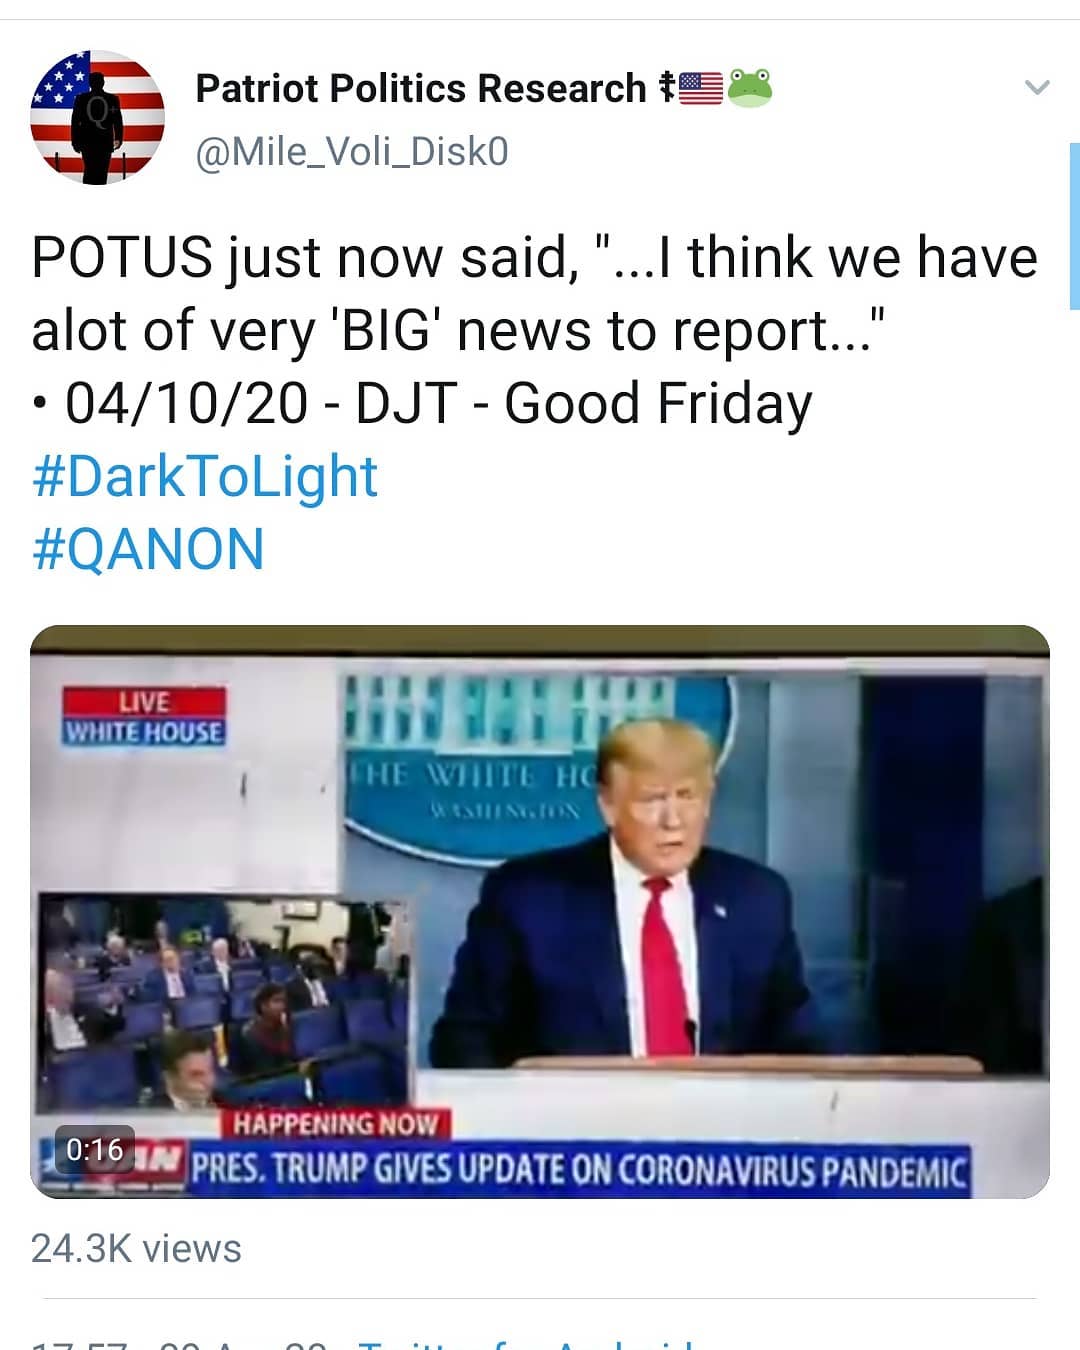 Patriot Politics Research ☦🇺🇸🐸
@Mile_Voli_Disk0
POTUS just now said, "...I think we have
alot of very 'BIG' news to report..."
• 04/10/20 - DJT - Good Friday
#DarkToLight
#QANON
LIVE
WHITE HOUSE
THE WHITE HO
WASHINGTON
HAPPENING NOW
0:16
PRES. TRUMP GIVES UPDATE ON CORONAVIRUS PANDEMIC
24.3K views